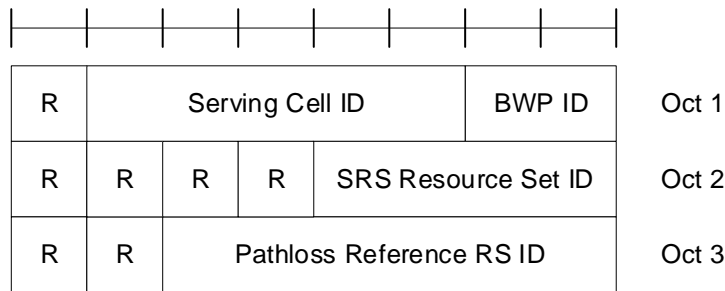 R Serving Cell ID BWP ID Oct 1
R R R R SRS Resource Set ID Oct 2
R R Pathloss Reference RS ID Oct 3